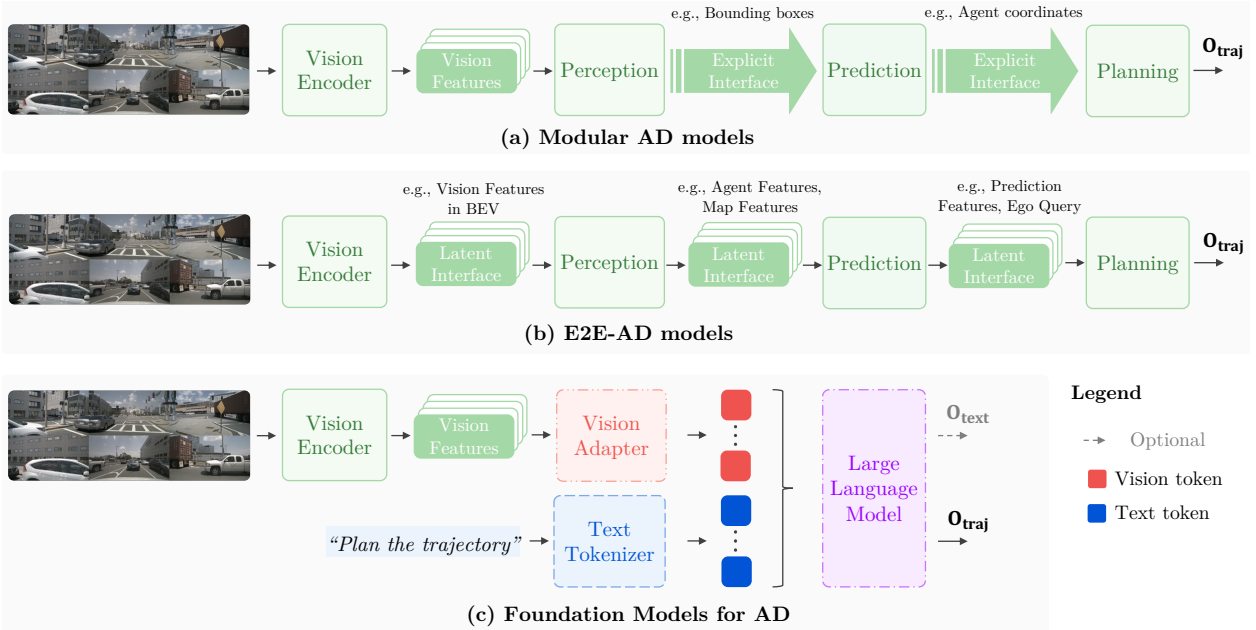 e.g., Bounding boxes
e.g., Agent coordinates
Vision
Encoder
Vision
Features
Perception
Explicit
Interface
Prediction
Explicit
Interface
Planning
O_traj
(a) Modular AD models
e.g., Vision Features
in BEV
e.g., Agent Features,
Map Features
e.g., Prediction
Features, Ego Query
Vision
Encoder
Latent
Interface
Perception
Latent
Interface
Prediction
Latent
Interface
Planning
O_traj
(b) E2E-AD models
Vision
Encoder
Vision
Features
Vision
Adapter
“Plan the trajectory”
Text
Tokenizer
Large
Language
Model
O_text
O_traj
(c) Foundation Models for AD
Legend
Optional
Vision token
Text token